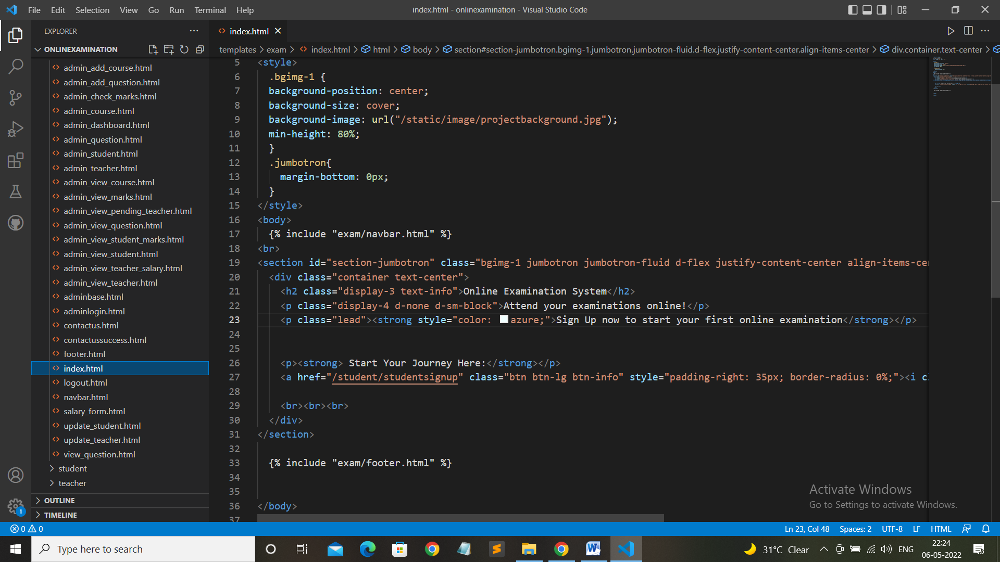 File Edit Selection View Go Run Terminal Help
index.html - onlinexamination - Visual Studio Code
EXPLORER
ONLINEXAMINATION
admin_add_course.html
admin_add_question.html
admin_check_marks.html
admin_course.html
admin_dashboard.html
admin_question.html
admin_student.html
admin_teacher.html
admin_view_course.html
admin_view_marks.html
admin_view_pending_teacher.html
admin_view_question.html
admin_view_student_marks.html
admin_view_student.html
admin_view_teacher_salary.html
admin_view_teacher.html
adminbase.html
adminlogin.html
contactus.html
contactussuccess.html
footer.html
index.html
logout.html
navbar.html
salary_form.html
update_student.html
update_teacher.html
view_question.html
student
teacher
OUTLINE
TIMELINE
index.html
templates > exam > index.html > html > body > section#section-jumbotron.bgimg-1.jumbotron.jumbotron-fluid.d-flex.justify-content-center.align-items-center > div.container.text-center >
5 <style>
6 .bgimg-1 {
7 background-position: center;
8 background-size: cover;
9 background-image: url("/static/image/projectbackground.jpg");
10 min-height: 80%;
11 }
12 .jumbotron{
13 margin-bottom: 0px;
14 }
15 </style>
16 <body>
17 {% include "exam/navbar.html" %}
18 <br>
19 <section id="section-jumbotron" class="bgimg-1 jumbotron jumbotron-fluid d-flex justify-content-center align-items-ce
20 <div class="container text-center">
21 <h2 class="display-3 text-info">Online Examination System</h2>
22 <p class="display-4 d-none d-sm-block">Attend your examinations online!</p>
23 <p class="lead"><strong style="color: azure;">Sign Up now to start your first online examination</strong></p>
24
25
26 <p><strong> Start Your Journey Here:</strong></p>
27 <a href="/student/studentsignup" class="btn btn-lg btn-info" style="padding-right: 35px; border-radius: 0%;"><i c
28
29 <br><br><br>
30 </div>
31 </section>
32
33 {% include "exam/footer.html" %}
34
35
36 </body>
37
Activate Windows
Go to Settings to activate Windows.
1
0 0
Ln 23, Col 48 Spaces: 2 UTF-8 LF HTML
Type here to search
31°C Clear
ENG
22:24
06-05-2022